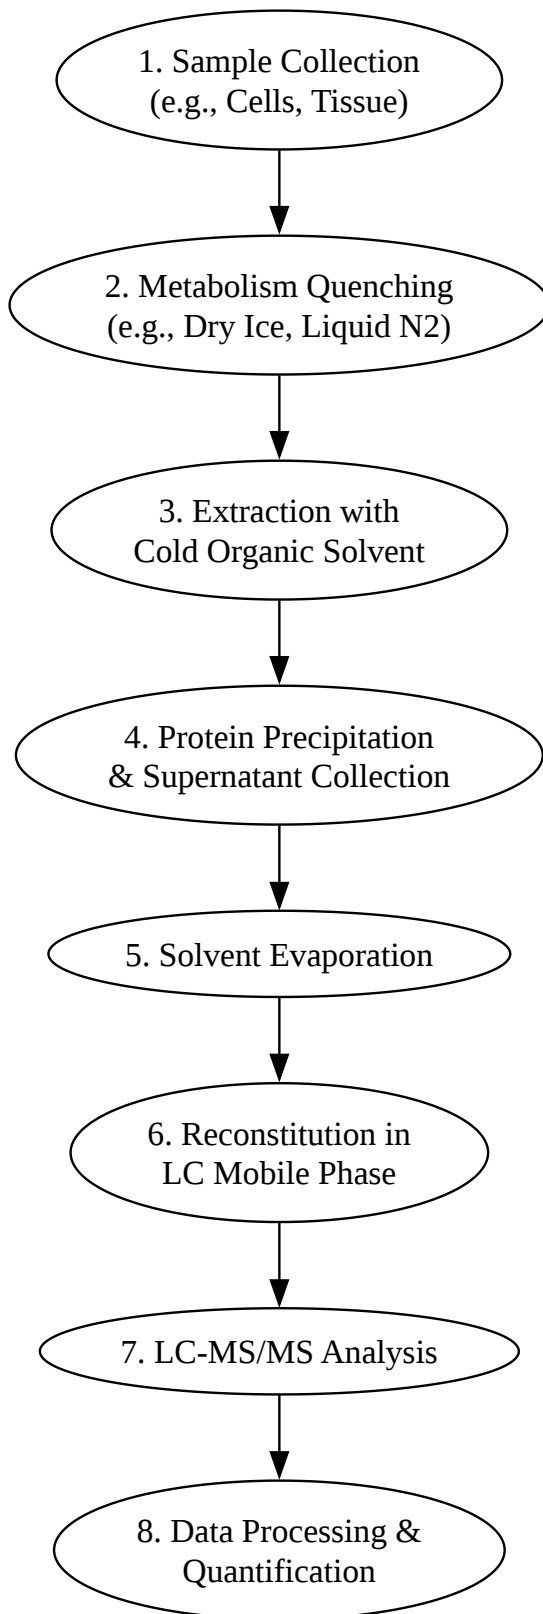 1. Sample Collection
(e.g., Cells, Tissue)
2. Metabolism Quenching
(e.g., Dry Ice, Liquid N2)
3. Extraction with
Cold Organic Solvent
4. Protein Precipitation
& Supernatant Collection
5. Solvent Evaporation
6. Reconstitution in
LC Mobile Phase
7. LC-MS/MS Analysis
8. Data Processing &
Quantification